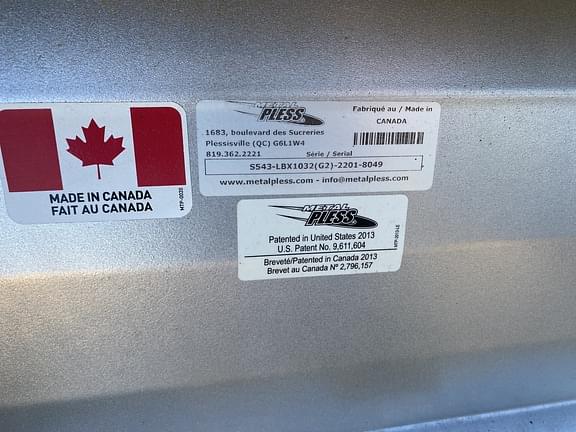 MADE IN CANADA
FAIT AU CANADA
METAL
PLESS
Fabriqué au / Made in
CANADA
1683, boulevard des Sucreries
Plessisville (QC) G6L1W4
819.362.2221
Série / Serial
S543-LBX1032(G2)-2201-8049
www.metalpless.com - info@metalpless.com
METAL
PLESS
Patented in United States 2013
U.S. Patent No. 9,611,604
Breveté/Patented in Canada 2013
Brevet au Canada Nº 2,796,157